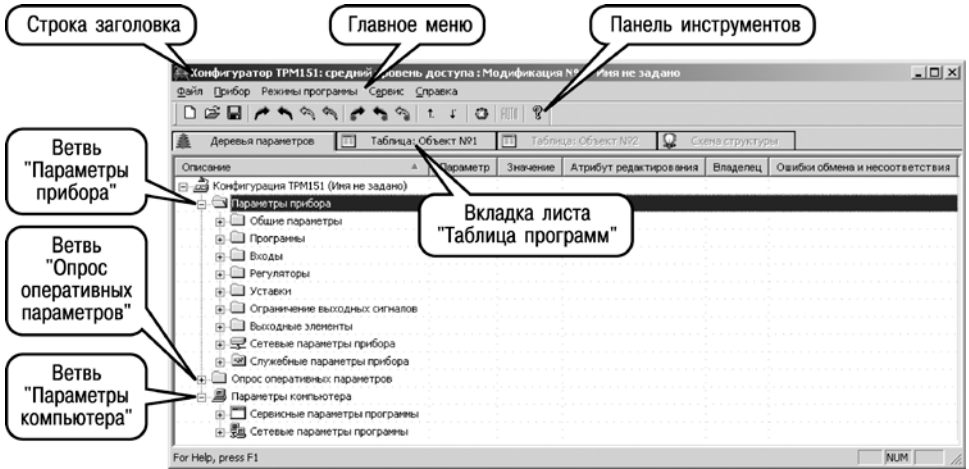 Строка заголовка
Главное меню
Панель инструментов
Конфигуратор ТРМ151: средний уровень доступа : Модификация Имя не задано
Файл Прибор Режимы программы Сервис Справка
Деревья параметров Таблица: Объект №1 Таблица: Объект №2 Схема структуры
Описание Параметр Значение Атрибут редактирования Владелец Ошибки обмена и несоответствия
Конфигурация ТРМ151 (Имя не задано)
Параметры прибора
Общие параметры
Программы
Входы
Регуляторы
Уставки
Ограничение выходных сигналов
Выходные элементы
Сетевые параметры прибора
Служебные параметры прибора
Опрос оперативных параметров
Параметры компьютера
Сервисные параметры программы
Сетевые параметры программы
For Help, press F1
NUM
Ветвь
"Параметры
прибора"
Вкладка листа
"Таблица программ"
Ветвь
"Опрос
оперативных
параметров"
Ветвь
"Параметры
компьютера"